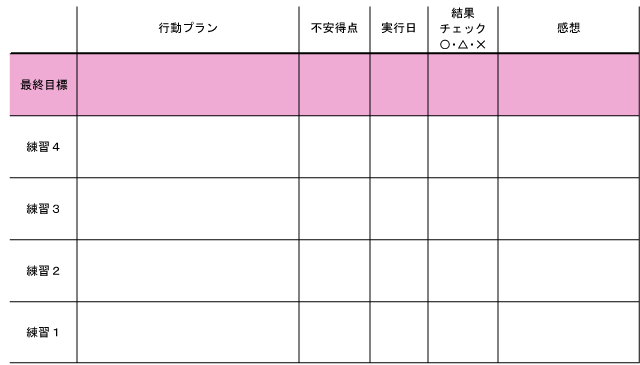 行動プラン
不安得点
実行日
結果
チェック
○・△・×
感想
最終目標
練習４
練習３
練習２
練習１